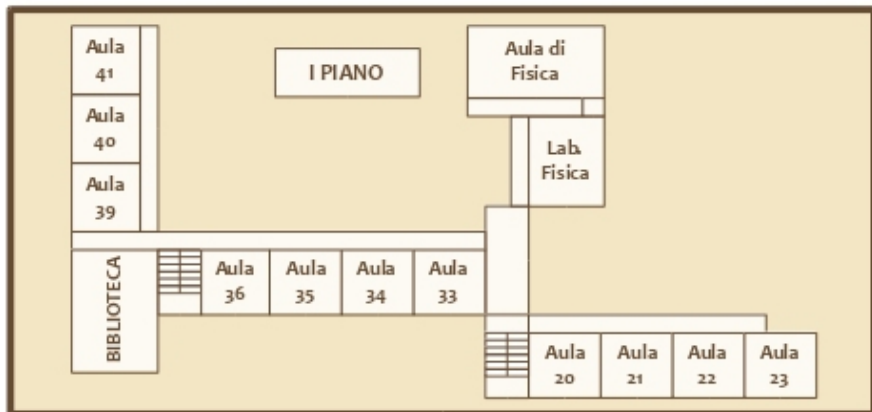 Aula
41
I PIANO
Aula di
Fisica
Aula
40
Lab.
Fisica
Aula
39
BIBLIOTECA
Aula
36
Aula
35
Aula
34
Aula
33
Aula
20
Aula
21
Aula
22
Aula
23